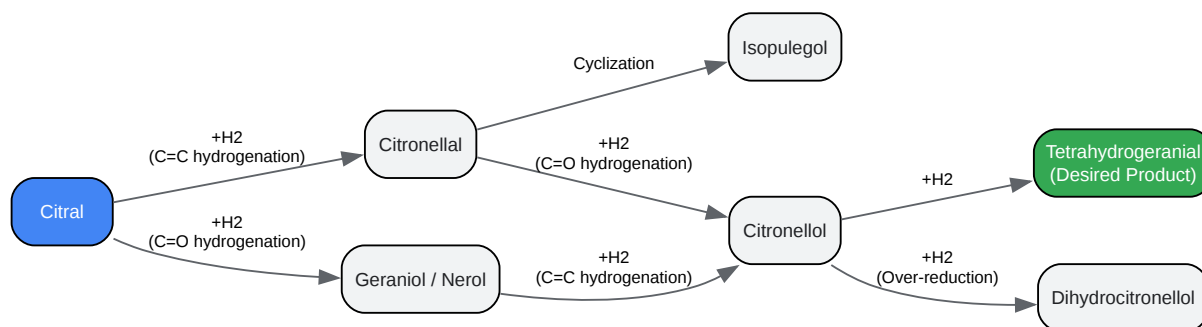 Isopulegol
Cyclization
Citronellal
+H2
(C=C hydrogenation)
+H2
(C=O hydrogenation)
Tetrahydrogeranial
(Desired Product)
+H2
Citral
+H2
(C=O hydrogenation)
Citronellol
Geraniol / Nerol
+H2
(C=C hydrogenation)
+H2
(Over-reduction)
Dihydrocitronellol